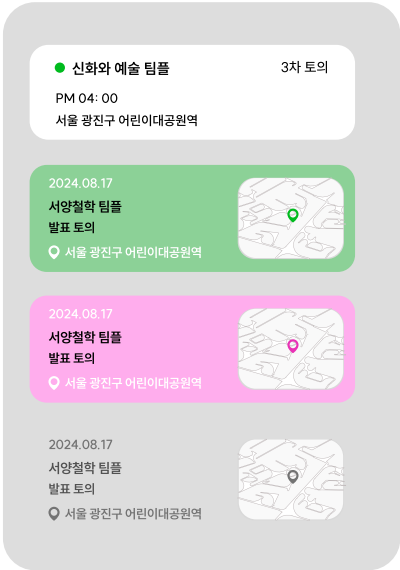 신화와 예술 팀플 3차 토의
PM 04: 00
서울 광진구 어린이대공원역
2024.08.17
서양철학 팀플
발표 토의
서울 광진구 어린이대공원역
2024.08.17
서양철학 팀플
발표 토의
서울 광진구 어린이대공원역
2024.08.17
서양철학 팀플
발표 토의
서울 광진구 어린이대공원역